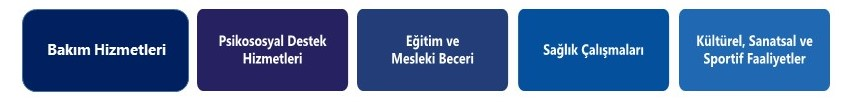 Bakım Hizmetleri
Psikososyal Destek
Hizmetleri
Eğitim ve
Mesleki Beceri
Sağlık Çalışmaları
Kültürel, Sanatsal ve
Sportif Faaliyetler